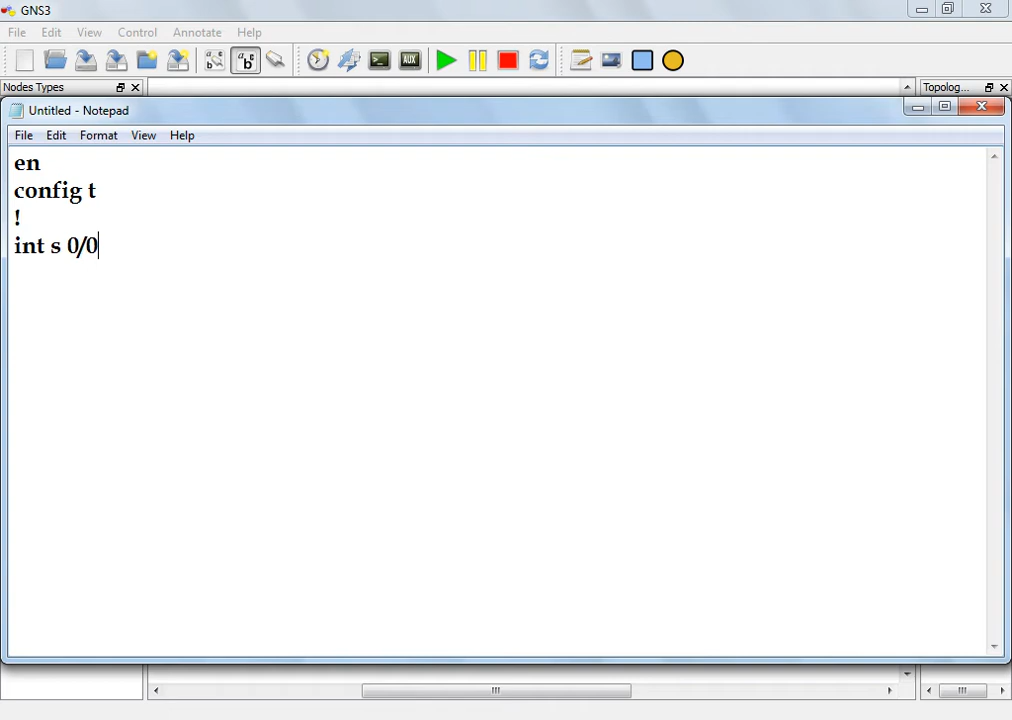 GNS3
File Edit View Control Annotate Help
AUX
Nodes Types
Topolog...
Untitled - Notepad
File Edit Format View Help
en
config t
!
int s 0/0